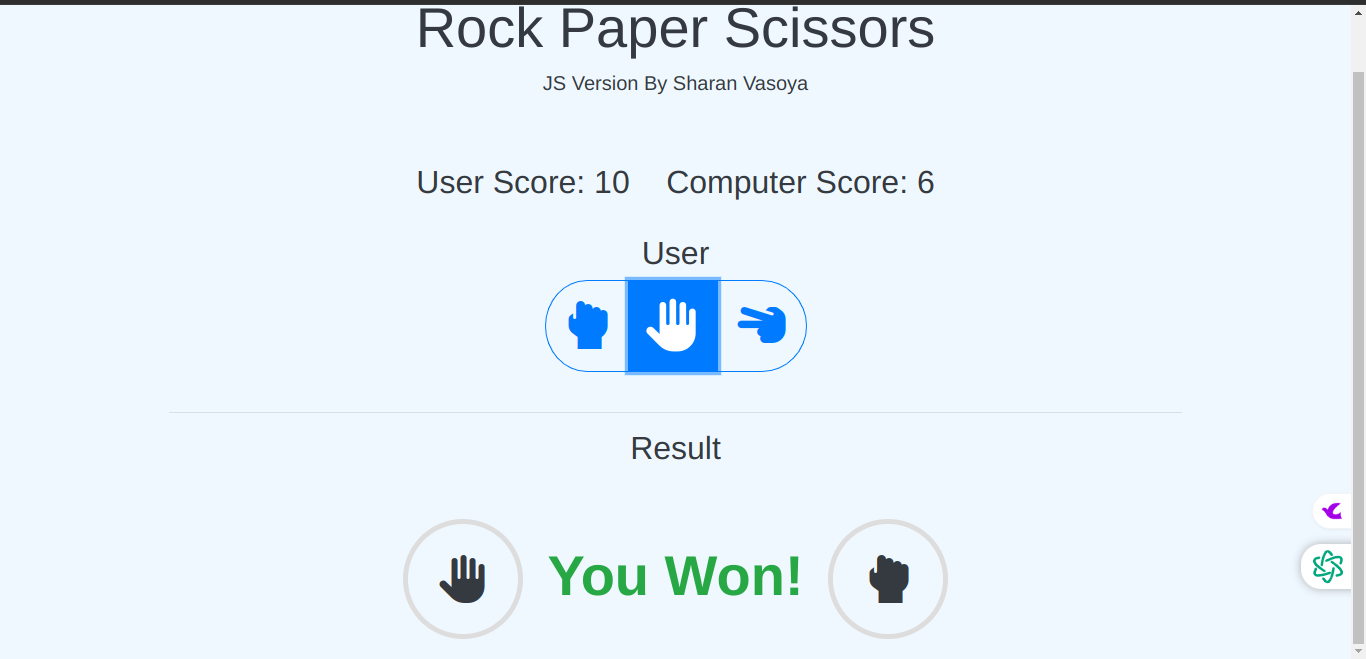 Rock Paper Scissors
JS Version By Sharan Vasoya
User Score: 10 Computer Score: 6
User
Result
You Won!